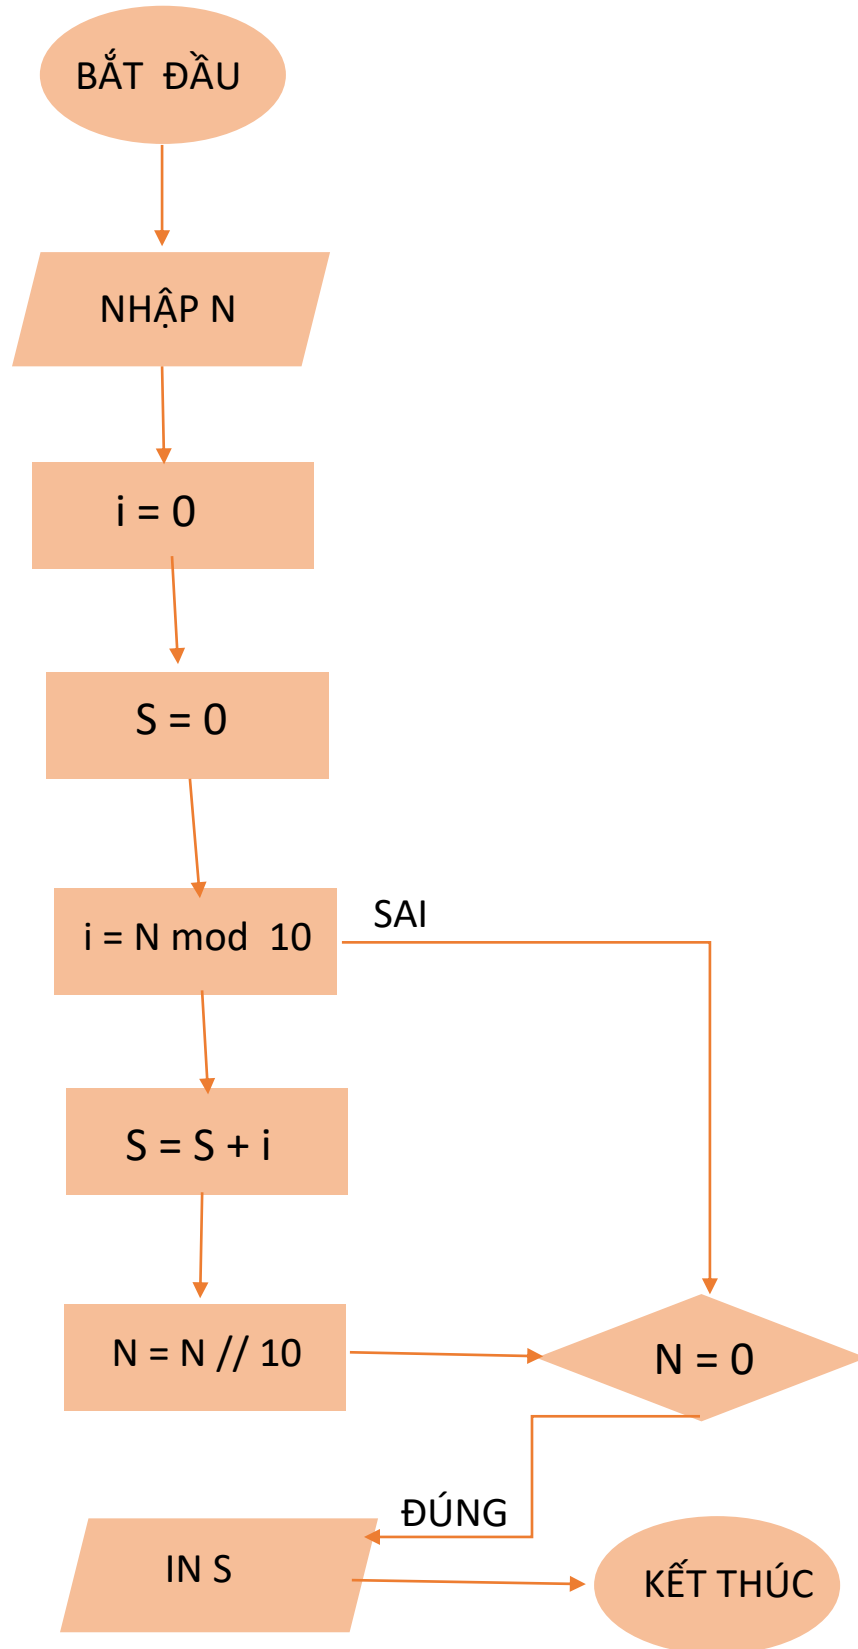 BẮT ĐẦU
NHẬP N
i = 0
S = 0
i = N mod 10
SAI
S = S + i
N = N // 10
N = 0
ĐÚNG
IN S
KẾT THÚC